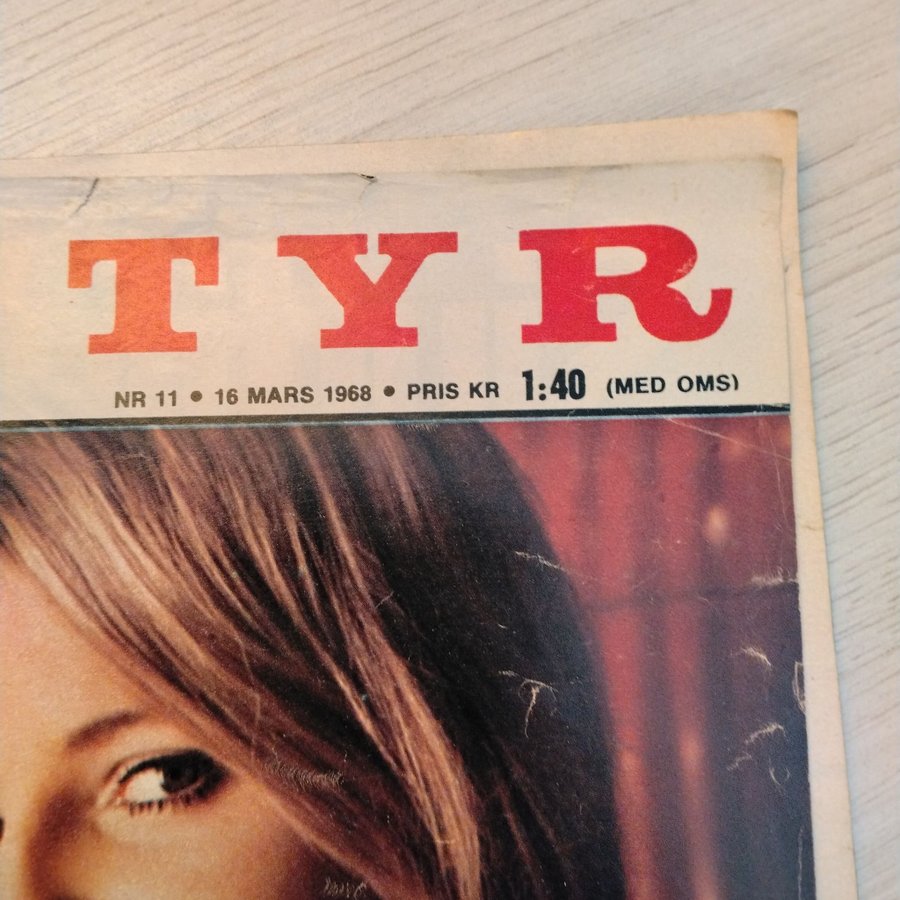 TYR
NR 11 • 16 MARS 1968 • PRIS KR 1:40 (MED OMS)